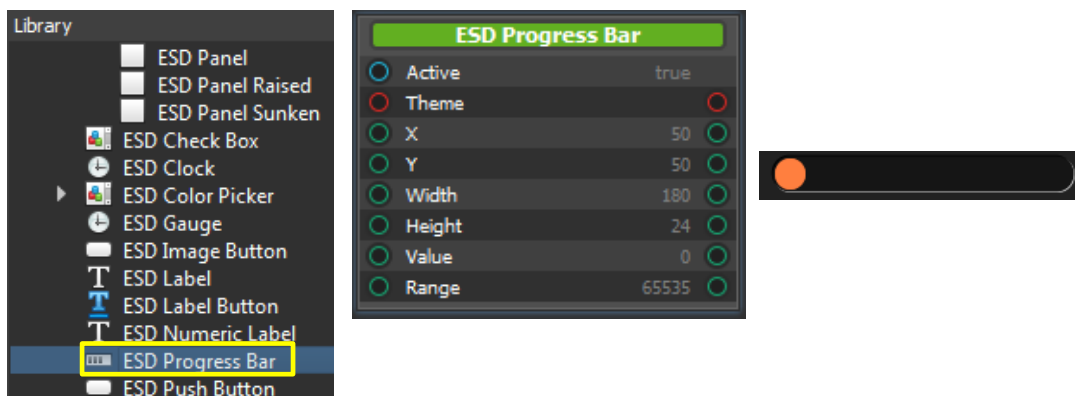 Library
ESD Panel
ESD Panel Raised
ESD Panel Sunken
ESD Check Box
ESD Clock
ESD Color Picker
ESD Gauge
ESD Image Button
ESD Label
ESD Label Button
ESD Numeric Label
ESD Progress Bar
ESD Push Button
ESD Progress Bar
Active true
Theme
X 50
Y 50
Width 180
Height 24
Value 0
Range 65535